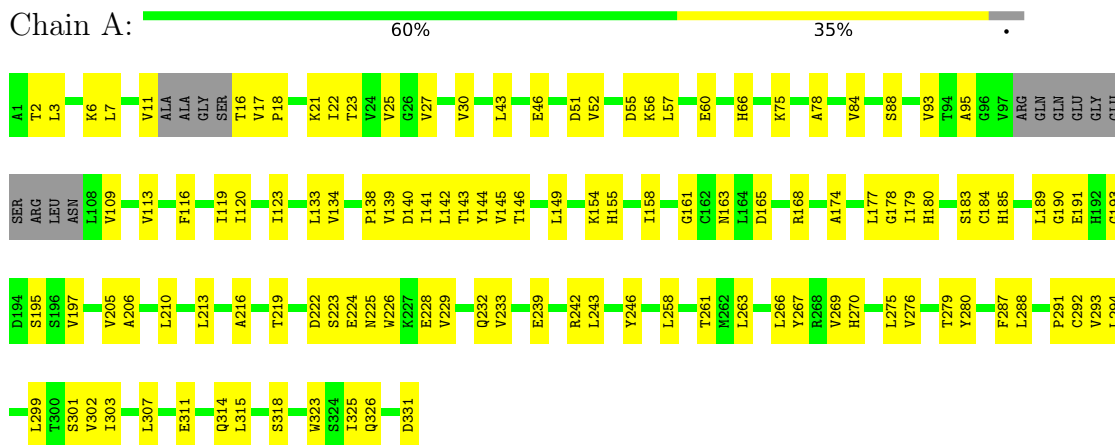 Chain A:
60% 35% •
A1 T2 L3 K6 L7 V11 ALA ALA GLY SER T16 V17 P18 K21 I22 T23 V24 V25 G26 V27 V30 L43 E46 D51 V52 D55 K56 L57 E60 H66 K75 A78 V84 S88 V93 T94 A95 G96 V97 ARG GLN GLN GLU GLY GLU
SER ARG LEU ASN L108 V109 V113 F116 I119 I120 I123 L133 V134 P138 V139 D140 I141 L142 T143 Y144 V145 T146 L149 K154 H155 I158 G161 C162 N163 L164 D165 R168 A174 L177 G178 I179 H180 S183 C184 H185 L189 G190 E191 H192 G193
D194 S195 S196 V197 V205 A206 L210 L213 A216 T219 D222 S223 E224 N225 W226 K227 E228 V229 Q232 V233 E239 R242 L243 Y246 L258 T261 M262 L263 L266 Y267 R268 V269 H270 L275 V276 T279 Y280 F287 L288 P291 C292 V293 L294
L299 T300 S301 V302 I303 L307 E311 Q314 L315 S318 W323 S324 I325 Q326 D331